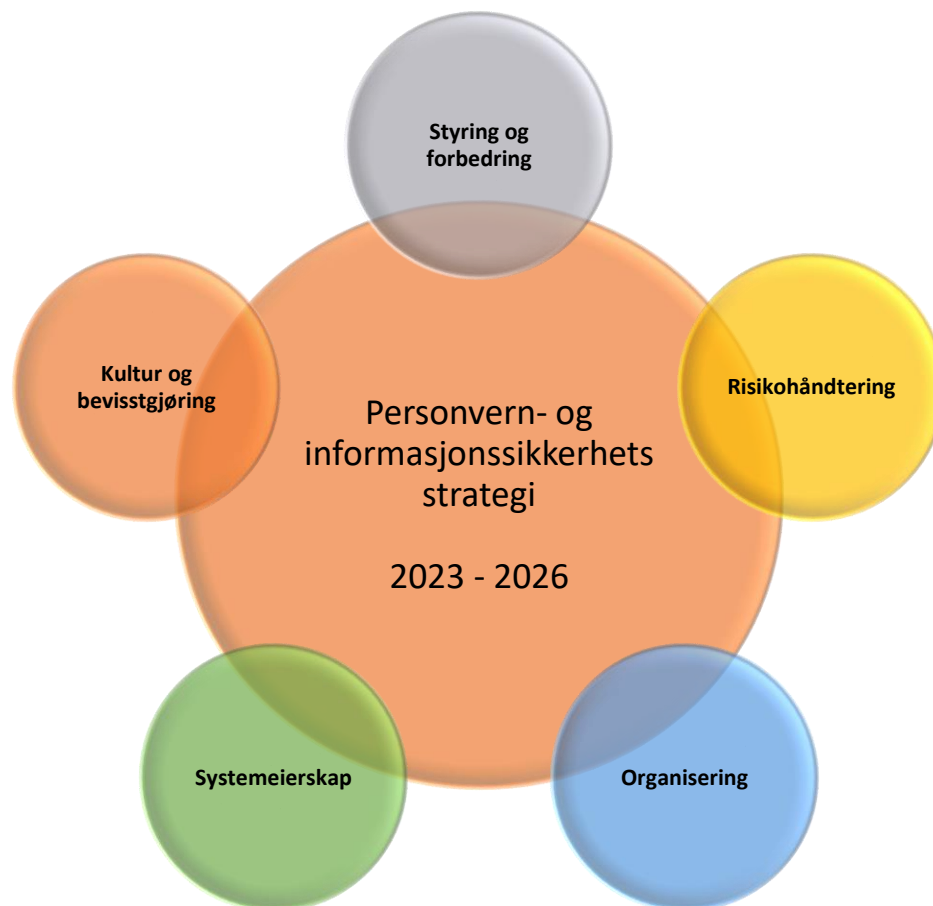 Styring og
forbedring
Kultur og
bevisstgjøring
Risikohåndtering
Personvern- og
informasjonssikkerhets
strategi
2023 - 2026
Systemeierskap
Organisering